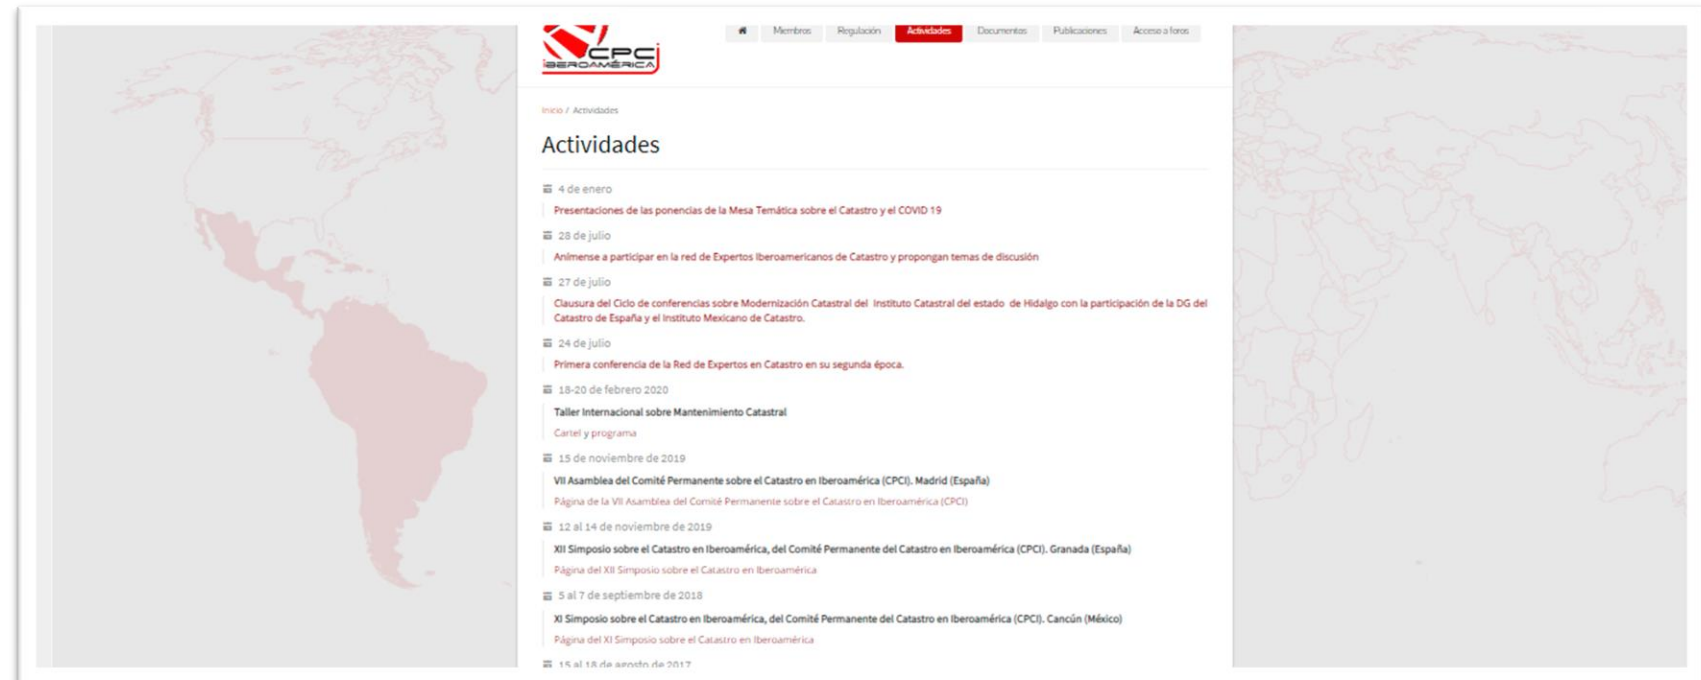 Miembros Regulación Actividades Documentos Publicaciones Acceso a foros
CPCi
IBEROAMÉRICA
Inicio / Actividades
Actividades
4 de enero
Presentaciones de las ponencias de la Mesa Temática sobre el Catastro y el COVID 19
28 de julio
Anímense a participar en la red de Expertos Iberoamericanos de Catastro y propongan temas de discusión
27 de julio
Clausura del Ciclo de conferencias sobre Modernización Catastral del Instituto Catastral del estado de Hidalgo con la participación de la DG del
Catastro de España y el Instituto Mexicano de Catastro.
24 de julio
Primera conferencia de la Red de Expertos en Catastro en su segunda época.
18-20 de febrero 2020
Taller Internacional sobre Mantenimiento Catastral
Cartel y programa
15 de noviembre de 2019
VII Asamblea del Comité Permanente sobre el Catastro en Iberoamérica (CPCI). Madrid (España)
Página de la VII Asamblea del Comité Permanente sobre el Catastro en Iberoamérica (CPCI)
12 al 14 de noviembre de 2019
XII Simposio sobre el Catastro en Iberoamérica, del Comité Permanente del Catastro en Iberoamérica (CPCI). Granada (España)
Página del XII Simposio sobre el Catastro en Iberoamérica
5 al 7 de septiembre de 2018
XI Simposio sobre el Catastro en Iberoamérica, del Comité Permanente del Catastro en Iberoamérica (CPCI). Cancún (México)
Página del XI Simposio sobre el Catastro en Iberoamérica
15 al 18 de agosto de 2017